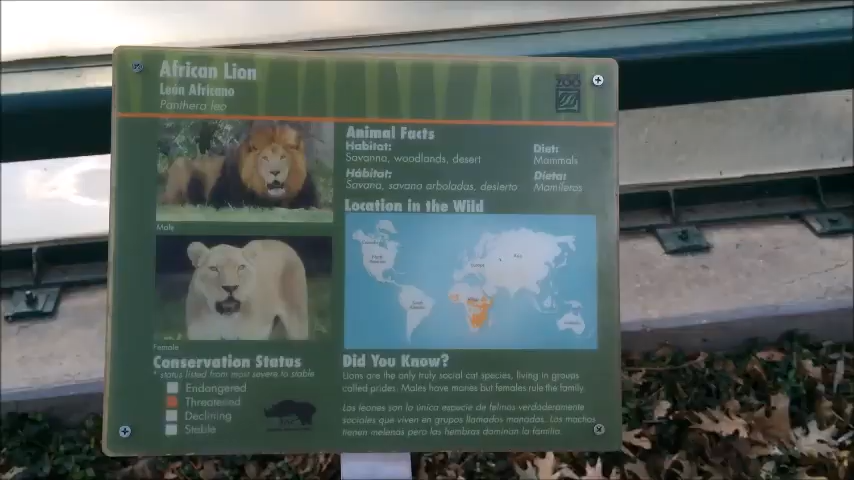 African Lion
León Africano
Panthera leo
ZOO
Animal Facts
Habitat:
Savanna, woodlands, desert
Hábitat:
Savana, savana arboladas, desierto
Diet:
Mammals
Dieta:
Mamíferos
Location in the Wild
Male
Female
Conservation Status
* status listed from most severe to stable
Endangered
Threatened
Declining
Stable
Did You Know?
Lions are the only truly social cat species, living in groups
called prides. Males have manes but females rule the family.
Las leones son la única especie de felinos verdaderamente
sociales que viven en grupos llamados manadas. Los machos
tienen melenas pero las hembras dominan la familia.